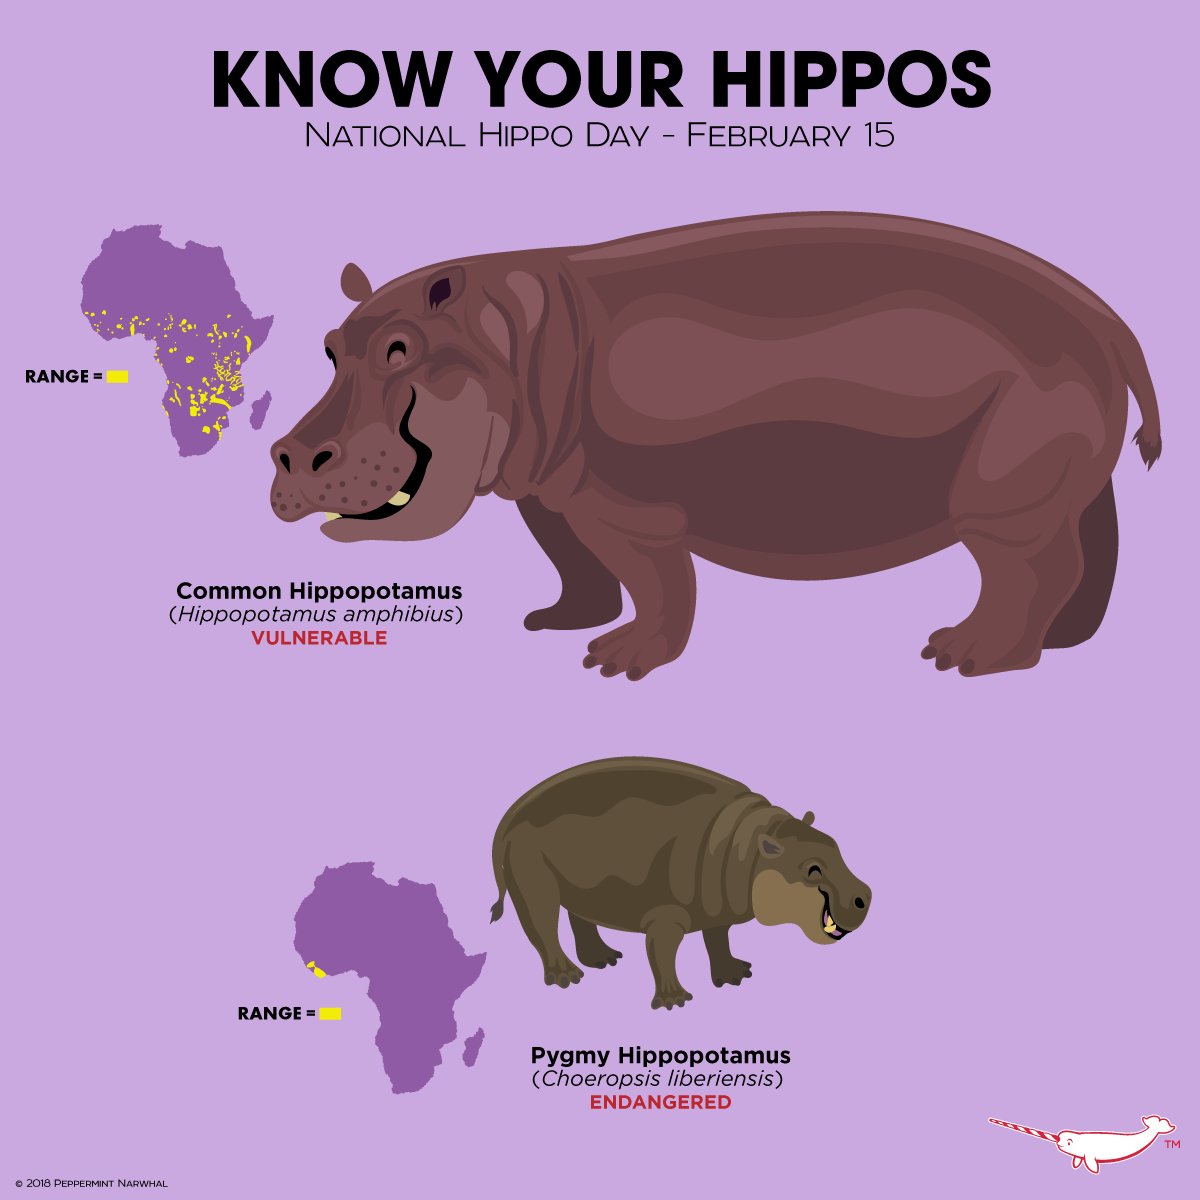 KNOW YOUR HIPPOS
NATIONAL HIPPO DAY - FEBRUARY 15
RANGE =
Common Hippopotamus
(Hippopotamus amphibius)
VULNERABLE
RANGE =
Pygmy Hippopotamus
(Choeropsis liberiensis)
ENDANGERED
TM
© 2018 PEPPERMINT NARWHAL